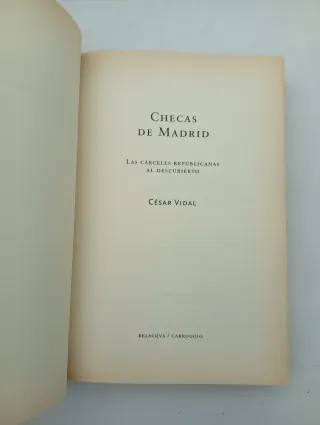 CHECAS
DE MADRID
LAS CÁRCELES REPUBLICANAS
AL DESCUBIERTO
CÉSAR VIDAL
BELACQVA / CARROGGIO